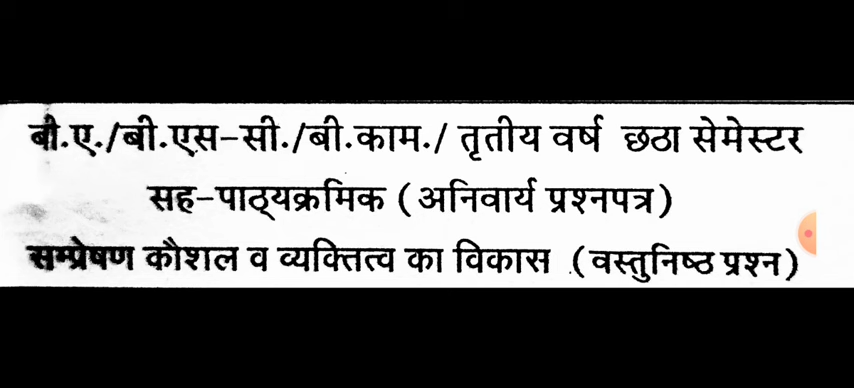 बी.ए./बी.एस-सी./बी.काम./ तृतीय वर्ष छठा सेमेस्टर
सह-पाठ्यक्रमिक (अनिवार्य प्रश्नपत्र)
सम्प्रेषण कौशल व व्यक्तित्व का विकास (वस्तुनिष्ठ प्रश्न)